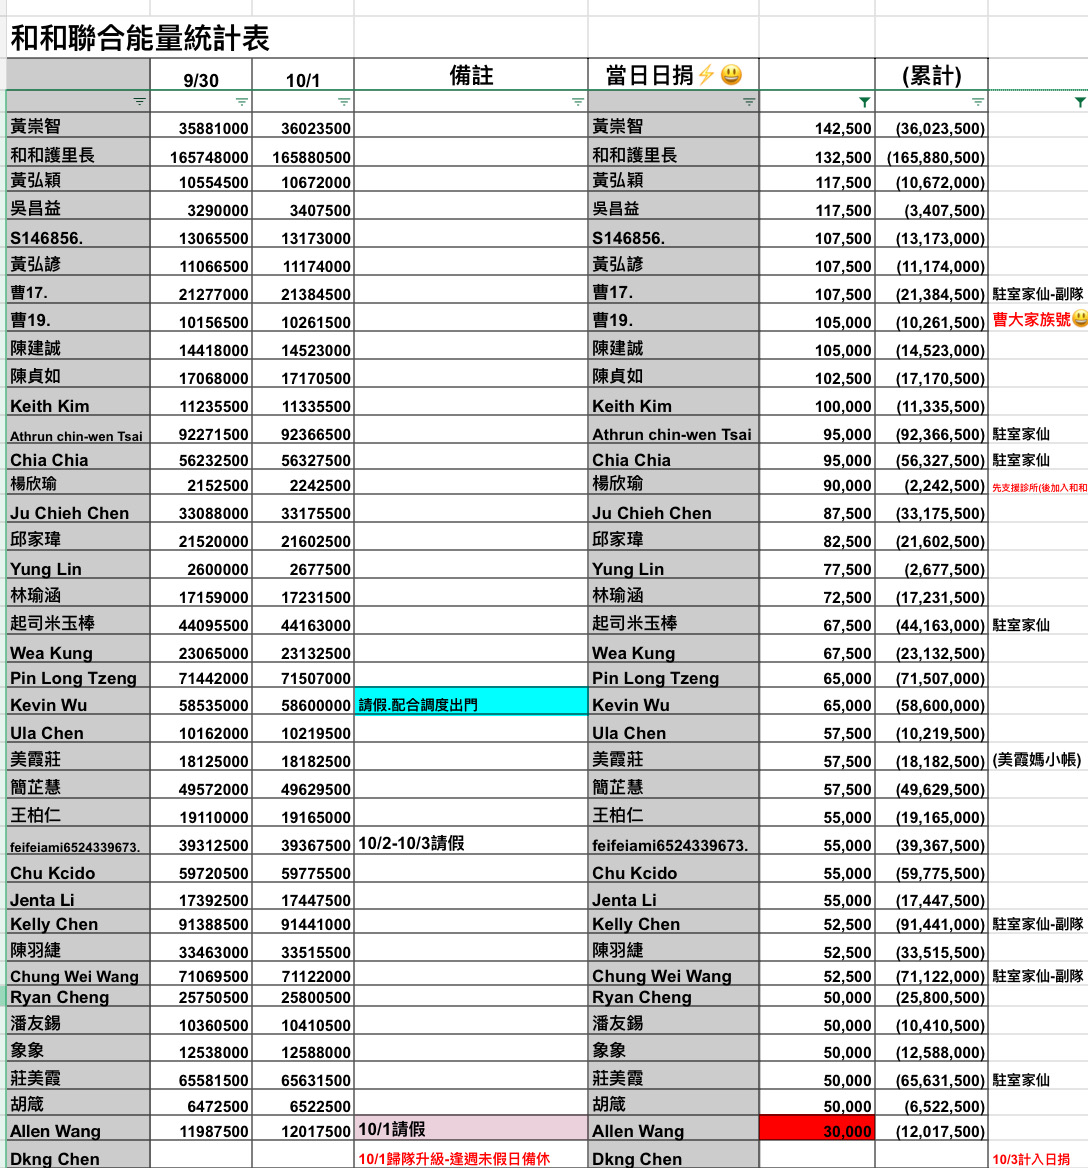 和和聯合能量統計表
9/30 10/1 備註 當日日捐⚡😃 (累計)
黃崇智 35881000 36023500 黃崇智 142,500 (36,023,500)
和和護里長 165748000 165880500 和和護里長 132,500 (165,880,500)
黃弘穎 10554500 10672000 黃弘穎 117,500 (10,672,000)
吳昌益 3290000 3407500 吳昌益 117,500 (3,407,500)
S146856. 13065500 13173000 S146856. 107,500 (13,173,000)
黃弘諺 11066500 11174000 黃弘諺 107,500 (11,174,000)
曹17. 21277000 21384500 曹17. 107,500 (21,384,500) 駐室家仙-副隊
曹19. 10156500 10261500 曹19. 105,000 (10,261,500) 曹大家族號😃
陳建誠 14418000 14523000 陳建誠 105,000 (14,523,000)
陳貞如 17068000 17170500 陳貞如 102,500 (17,170,500)
Keith Kim 11235500 11335500 Keith Kim 100,000 (11,335,500)
Athrun chin-wen Tsai 92271500 92366500 Athrun chin-wen Tsai 95,000 (92,366,500) 駐室家仙
Chia Chia 56232500 56327500 Chia Chia 95,000 (56,327,500) 駐室家仙
楊欣瑜 2152500 2242500 楊欣瑜 90,000 (2,242,500) 先支援診所(後加入和和
Ju Chieh Chen 33088000 33175500 Ju Chieh Chen 87,500 (33,175,500)
邱家瑋 21520000 21602500 邱家瑋 82,500 (21,602,500)
Yung Lin 2600000 2677500 Yung Lin 77,500 (2,677,500)
林瑜涵 17159000 17231500 林瑜涵 72,500 (17,231,500)
起司米玉棒 44095500 44163000 起司米玉棒 67,500 (44,163,000) 駐室家仙
Wea Kung 23065000 23132500 Wea Kung 67,500 (23,132,500)
Pin Long Tzeng 71442000 71507000 Pin Long Tzeng 65,000 (71,507,000)
Kevin Wu 58535000 58600000 請假.配合調度出門 Kevin Wu 65,000 (58,600,000)
Ula Chen 10162000 10219500 Ula Chen 57,500 (10,219,500)
美霞莊 18125000 18182500 美霞莊 57,500 (18,182,500) (美霞媽小帳)
簡芷慧 49572000 49629500 簡芷慧 57,500 (49,629,500)
王柏仁 19110000 19165000 王柏仁 55,000 (19,165,000)
feifeiami6524339673. 39312500 39367500 10/2-10/3請假 feifeiami6524339673. 55,000 (39,367,500)
Chu Kcido 59720500 59775500 Chu Kcido 55,000 (59,775,500)
Jenta Li 17392500 17447500 Jenta Li 55,000 (17,447,500)
Kelly Chen 91388500 91441000 Kelly Chen 52,500 (91,441,000) 駐室家仙-副隊
陳羽緁 33463000 33515500 陳羽緁 52,500 (33,515,500)
Chung Wei Wang 71069500 71122000 Chung Wei Wang 52,500 (71,122,000) 駐室家仙-副隊
Ryan Cheng 25750500 25800500 Ryan Cheng 50,000 (25,800,500)
潘友錫 10360500 10410500 潘友錫 50,000 (10,410,500)
象象 12538000 12588000 象象 50,000 (12,588,000)
莊美霞 65581500 65631500 莊美霞 50,000 (65,631,500) 駐室家仙
胡箴 6472500 6522500 胡箴 50,000 (6,522,500)
Allen Wang 11987500 12017500 10/1請假 Allen Wang 30,000 (12,017,500)
Dkng Chen 10/1歸隊升級-逢週末假日備休 Dkng Chen 10/3計入日捐